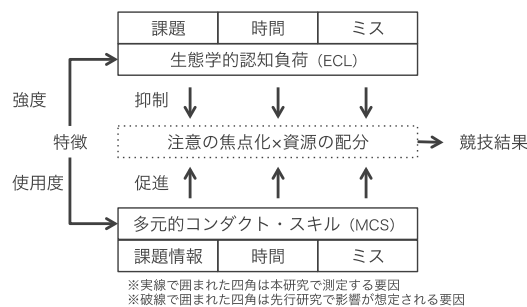 課題 時間 ミス
生態学的認知負荷（ECL）
強度 抑制
特徴 注意の焦点化×資源の配分 競技結果
使用度 促進
多元的コンダクト・スキル（MCS）
課題情報 時間 ミス
※実線で囲まれた四角は本研究で測定する要因
※破線で囲まれた四角は先行研究で影響が想定される要因